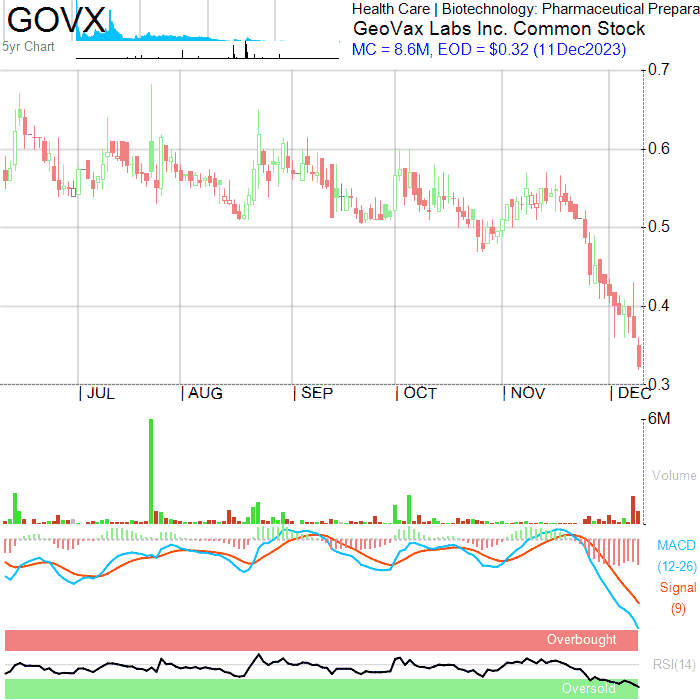 GOVX
5yr Chart
Health Care | Biotechnology: Pharmaceutical Prepara
GeoVax Labs Inc. Common Stock
MC = 8.6M, EOD = $0.32 (11Dec2023)
0.7
0.6
0.5
0.4
0.3
| JUL
| AUG
| SEP
| OCT
| NOV
| DEC
6M
Volume
MACD
(12-26)
Signal
(9)
Overbought
RSI(14)
Oversold